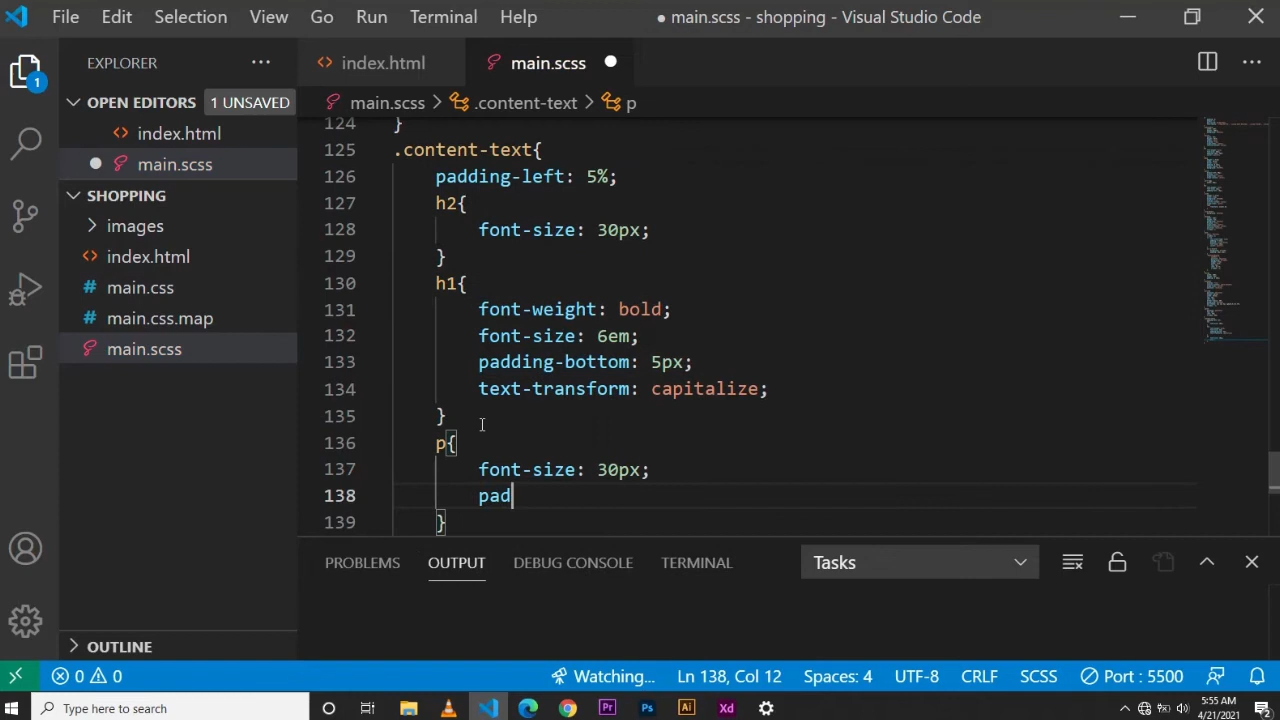 File Edit Selection View Go Run Terminal Help ● main.scss - shopping - Visual Studio Code
EXPLORER ···
index.html main.scss
1
OPEN EDITORS 1 UNSAVED
main.scss > .content-text > p
index.html
main.scss
SHOPPING
images
index.html
main.css
main.css.map
main.scss
124 }
125 .content-text{
126 padding-left: 5%;
127 h2{
128 font-size: 30px;
129 }
130 h1{
131 font-weight: bold;
132 font-size: 6em;
133 padding-bottom: 5px;
134 text-transform: capitalize;
135 }
136 p{
137 font-size: 30px;
138 pad
139 }
PROBLEMS OUTPUT DEBUG CONSOLE TERMINAL Tasks
OUTLINE
0 0 Watching... Ln 138, Col 12 Spaces: 4 UTF-8 CRLF SCSS Port : 5500
Type here to search
Pr Ps Ai Xd
5:55 AM
4/21/2021
2